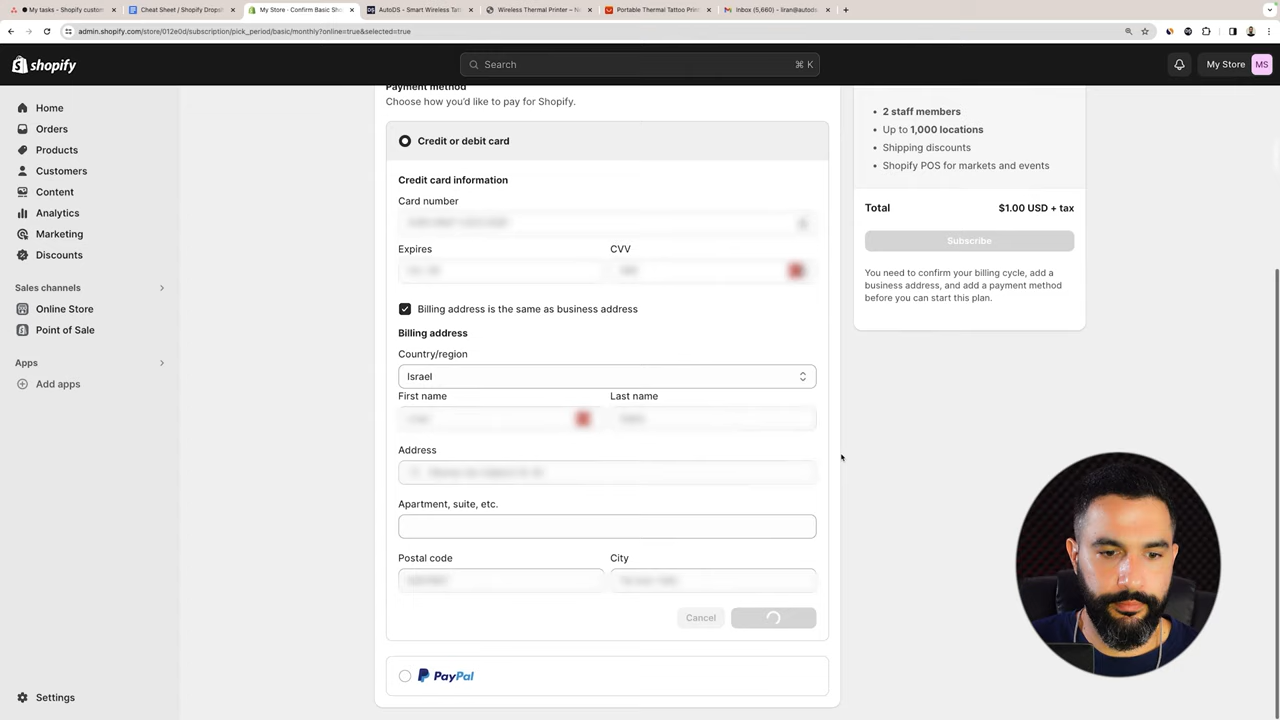 My tasks - Shopify custom
Cheat Sheet / Shopify Dropsh
My Store · Confirm Basic Sh
AutoDS - Smart Wireless Tat
Wireless Thermal Printer – N
Portable Thermal Tattoo Print
Inbox (5,660) - liran@autods
admin.shopify.com/store/012e0d/subscription/pick_period/basic/monthly?online=true&selected=true
shopify
Search
⌘ K
My Store
MS
Home
Orders
Products
Customers
Content
Analytics
Marketing
Discounts
Sales channels
Online Store
Point of Sale
Apps
Add apps
Settings
Payment method
Choose how you'd like to pay for Shopify.
Credit or debit card
Credit card information
Card number
Expires
CVV
Billing address is the same as business address
Billing address
Country/region
Israel
First name
Last name
Address
Apartment, suite, etc.
Postal code
City
Cancel
PayPal
• 2 staff members
• Up to 1,000 locations
• Shipping discounts
• Shopify POS for markets and events
Total
$1.00 USD + tax
Subscribe
You need to confirm your billing cycle, add a
business address, and add a payment method
before you can start this plan.